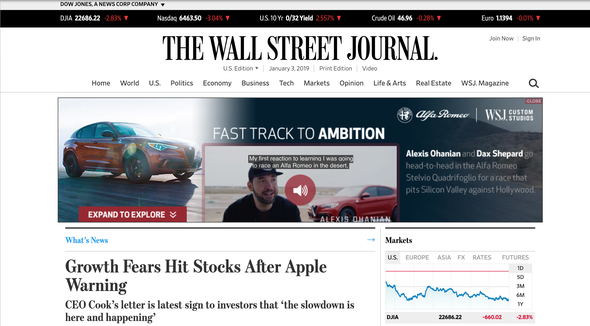 DOW JONES, A NEWS CORP COMPANY
DJIA 22686.22 -2.83% Nasdaq 6463.50 -3.04% U.S. 10 Yr 0/32 Yield 2.557% Crude Oil 46.96 -0.28% Euro 1.1394 -0.01%
Join Now | Sign In
THE WALL STREET JOURNAL.
U.S. Edition | January 3, 2019 | Print Edition | Video
Home World U.S. Politics Economy Business Tech Markets Opinion Life & Arts Real Estate WSJ. Magazine
CLOSE
Alfa Romeo | WSJ CUSTOM STUDIOS
FAST TRACK TO AMBITION
My first reaction to learning I was going
to race an Alfa Romeo in the desert,
ALEXIS OHANIAN
EXPAND TO EXPLORE
Alexis Ohanian and Dax Shepard go
head-to-head in the Alfa Romeo
Stelvio Quadrifoglio for a race that
pits Silicon Valley against Hollywood.
What's News
Growth Fears Hit Stocks After Apple
Warning
CEO Cook's letter is latest sign to investors that 'the slowdown is
here and happening'
Markets
U.S. EUROPE ASIA FX RATES FUTURES
1D
5D
3M
6M
1Y
DJIA 22686.22 -660.02 -2.83%